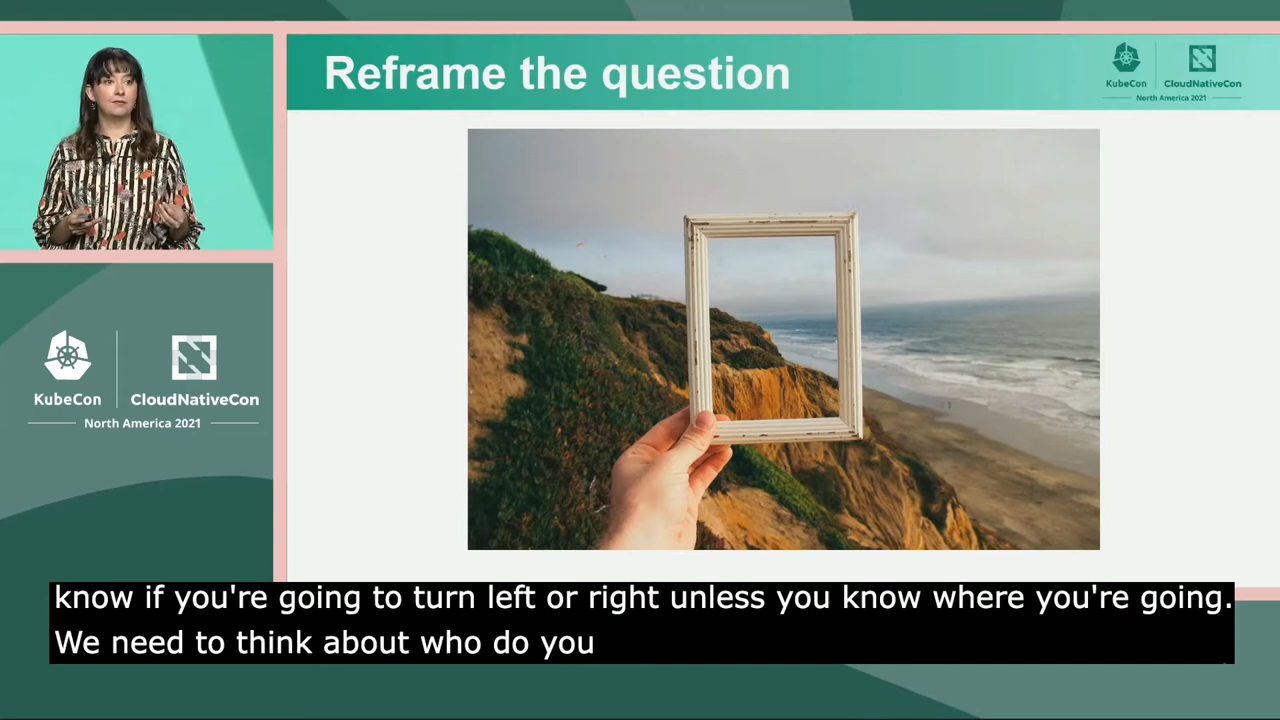 Reframe the question
KubeCon
CloudNativeCon
North America 2021
KubeCon
CloudNativeCon
North America 2021
know if you're going to turn left or right unless you know where you're going.
We need to think about who do you